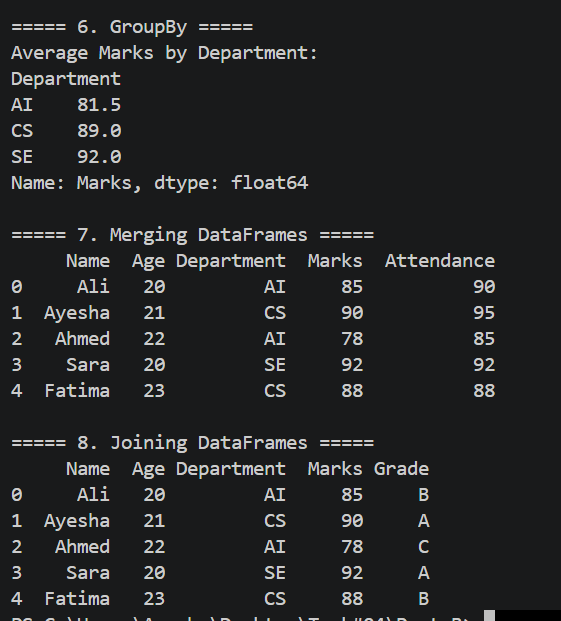 ===== 6. GroupBy =====
Average Marks by Department:
Department
AI    81.5
CS    89.0
SE    92.0
Name: Marks, dtype: float64
===== 7. Merging DataFrames =====
     Name  Age Department  Marks  Attendance
0     Ali   20         AI     85          90
1  Ayesha   21         CS     90          95
2   Ahmed   22         AI     78          85
3    Sara   20         SE     92          92
4  Fatima   23         CS     88          88
===== 8. Joining DataFrames =====
     Name  Age Department  Marks Grade
0     Ali   20         AI     85     B
1  Ayesha   21         CS     90     A
2   Ahmed   22         AI     78     C
3    Sara   20         SE     92     A
4  Fatima   23         CS     88     B